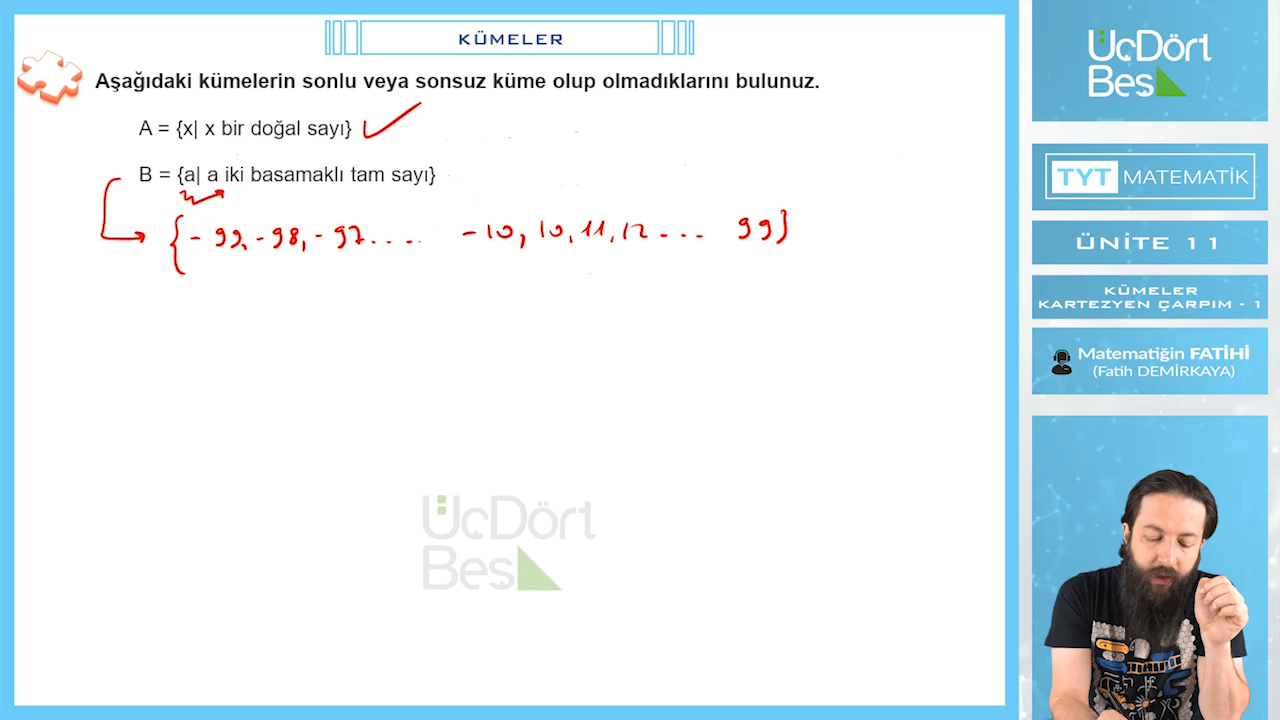 KÜMELER
Aşağıdaki kümelerin sonlu veya sonsuz küme olup olmadıklarını bulunuz.
A = {x| x bir doğal sayı}
B = {a| a iki basamaklı tam sayı}
{-99, -98, -97.... -10, 10, 11, 12 ... 99}
ÜçDört
Beş
ÜçDört
Beş
TYT MATEMATİK
ÜNİTE 11
KÜMELER
KARTEZYEN ÇARPIM - 1
Matematiğin FATİHİ
(Fatih DEMİRKAYA)